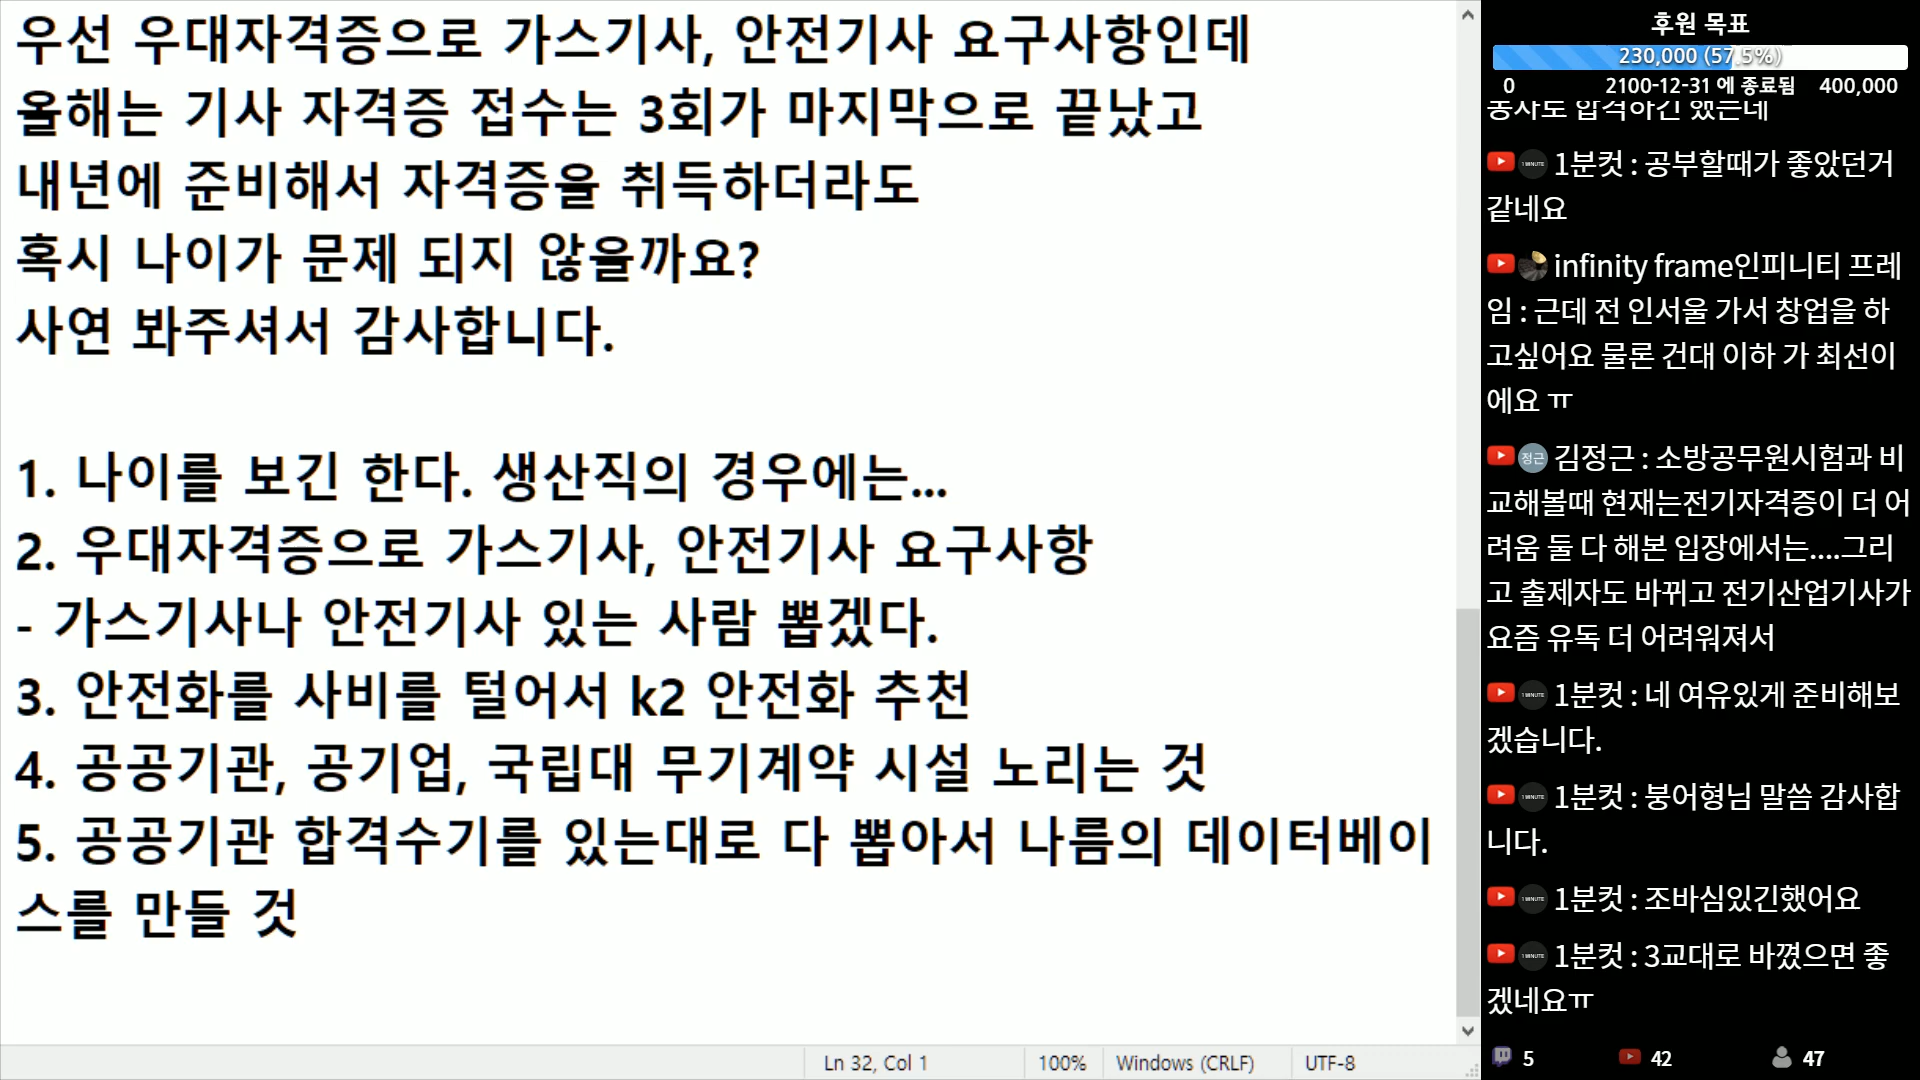 우선 우대자격증으로 가스기사, 안전기사 요구사항인데
올해는 기사 자격증 접수는 3회가 마지막으로 끝났고
내년에 준비해서 자격증을 취득하더라도
혹시 나이가 문제 되지 않을까요?
사연 봐주셔서 감사합니다.
1. 나이를 보긴 한다. 생산직의 경우에는...
2. 우대자격증으로 가스기사, 안전기사 요구사항
- 가스기사나 안전기사 있는 사람 뽑겠다.
3. 안전화를 사비를 털어서 k2 안전화 추천
4. 공공기관, 공기업, 국립대 무기계약 시설 노리는 것
5. 공공기관 합격수기를 있는대로 다 뽑아서 나름의 데이터베이
스를 만들 것
Ln 32, Col 1 100% Windows (CRLF) UTF-8
후원 목표
230,000 (57.5%)
0 2100-12-31 에 종료됨 400,000
합격하긴 했는데
1분컷 : 공부할때가 좋았던거
같네요
infinity frame인피니티 프레
임 : 근데 전 인서울 가서 창업을 하
고싶어요 물론 건대 이하 가 최선이
에요 ㅠ
정근 김정근 : 소방공무원시험과 비
교해볼때 현재는전기자격증이 더 어
려움 둘 다 해본 입장에서는....그리
고 출제자도 바뀌고 전기산업기사가
요즘 유독 더 어려워져서
1분컷 : 네 여유있게 준비해보
겠습니다.
1분컷 : 붕어형님 말씀 감사합
니다.
1분컷 : 조바심있긴했어요
1분컷 : 3교대로 바꼈으면 좋
겠네요ㅠ
5 42 47